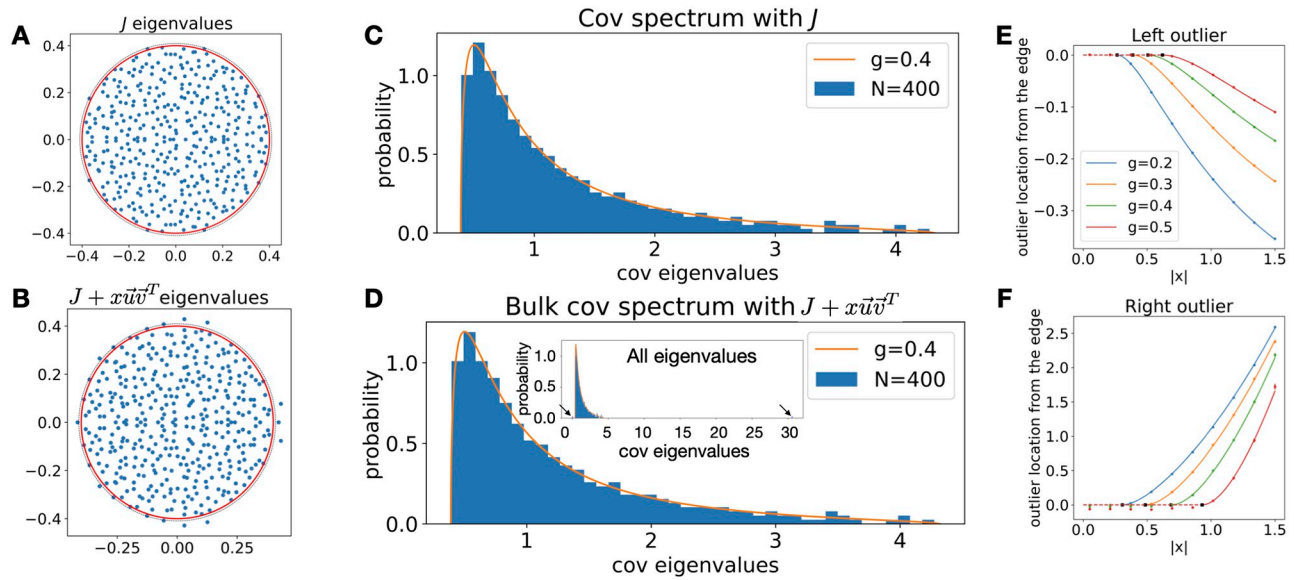 A
J eigenvalues
0.4
0.2
0.0
−0.2
−0.4
−0.4 −0.2 0.0 0.2 0.4
B
J + xu⃗v⃗ᵀ eigenvalues
0.4
0.2
0.0
−0.2
−0.4
−0.25 0.00 0.25
C
Cov spectrum with J
probability
1.0
0.5
0.0
g=0.4
N=400
1 2 3 4
cov eigenvalues
D
Bulk cov spectrum with J + xu⃗v⃗ᵀ
probability
1.0
0.5
0.0
g=0.4
N=400
All eigenvalues
probability
1.0
0.5
0.0
0 5 10 15 20 25 30
cov eigenvalues
1 2 3 4
cov eigenvalues
E
Left outlier
outlier location from the edge
0.0
−0.1
−0.2
−0.3
g=0.2
g=0.3
g=0.4
g=0.5
0.0 0.5 1.0 1.5
|x|
F
Right outlier
outlier location from the edge
2.5
2.0
1.5
1.0
0.5
0.0
0.0 0.5 1.0 1.5
|x|